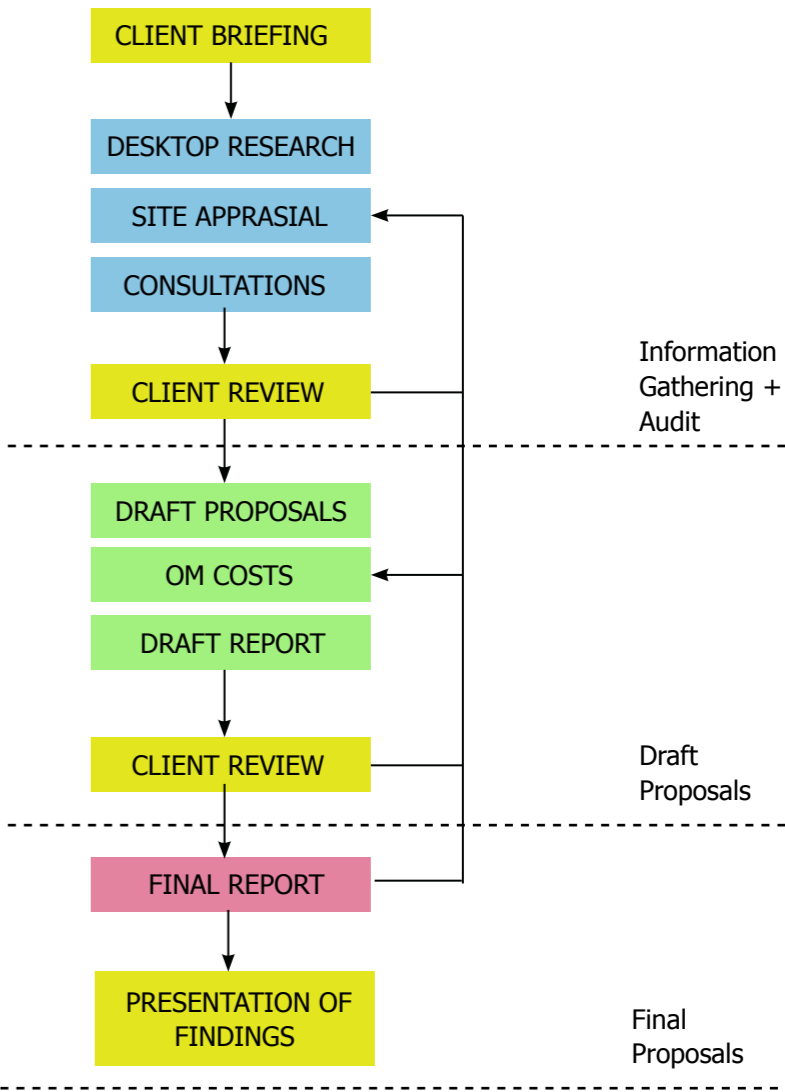 CLIENT BRIEFING
DESKTOP RESEARCH
SITE APPRASIAL
CONSULTATIONS
CLIENT REVIEW
Information
Gathering +
Audit
DRAFT PROPOSALS
OM COSTS
DRAFT REPORT
CLIENT REVIEW
Draft
Proposals
FINAL REPORT
PRESENTATION OF
FINDINGS
Final
Proposals